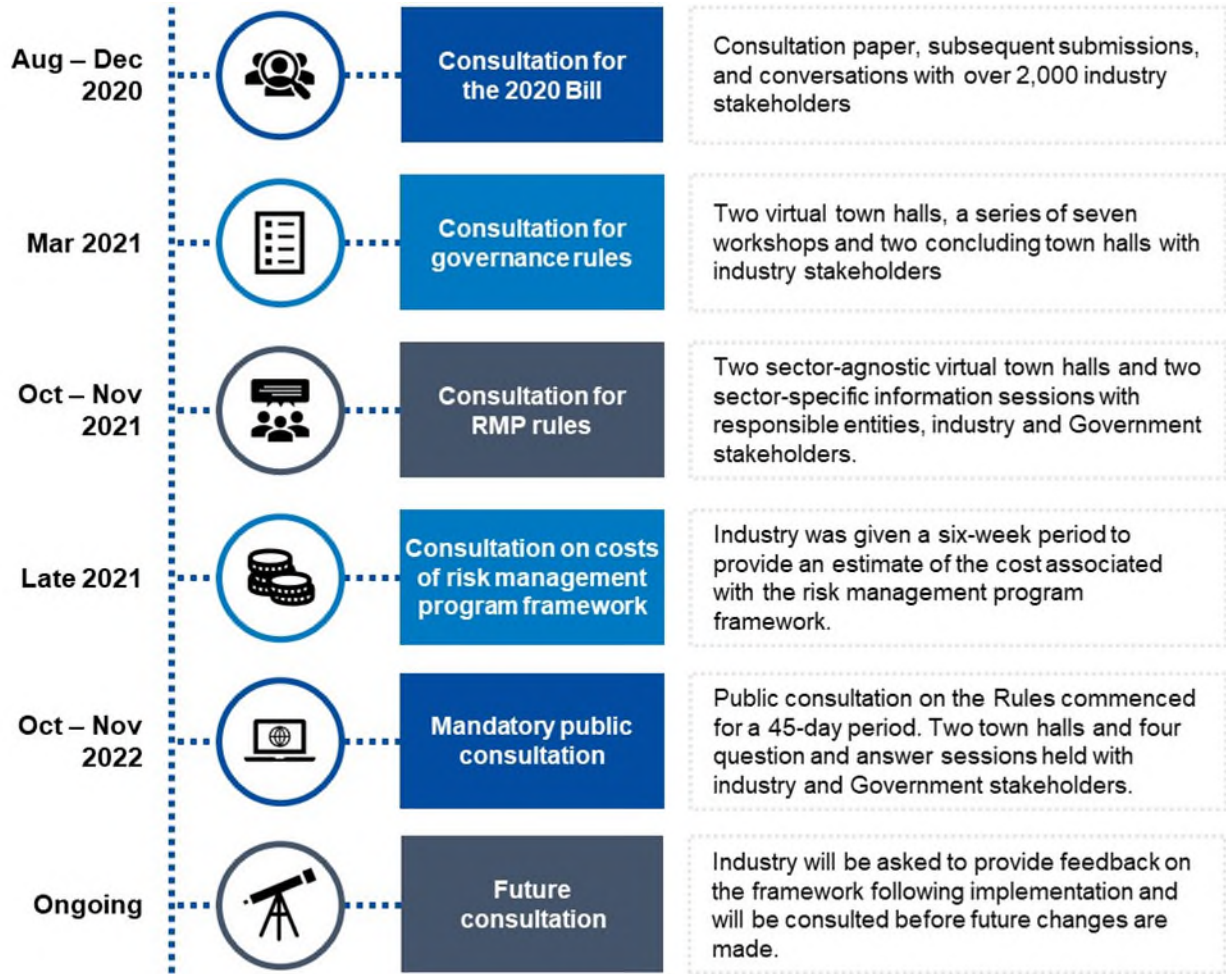 Aug – Dec
2020
Consultation for
the 2020 Bill
Consultation paper, subsequent submissions,
and conversations with over 2,000 industry
stakeholders
Mar 2021
Consultation for
governance rules
Two virtual town halls, a series of seven
workshops and two concluding town halls with
industry stakeholders
Oct – Nov
2021
Consultation for
RMP rules
Two sector-agnostic virtual town halls and two
sector-specific information sessions with
responsible entities, industry and Government
stakeholders.
Late 2021
Consultation on costs
of risk management
program framework
Industry was given a six-week period to
provide an estimate of the cost associated
with the risk management program
framework.
Oct – Nov
2022
Mandatory public
consultation
Public consultation on the Rules commenced
for a 45-day period. Two town halls and four
question and answer sessions held with
industry and Government stakeholders.
Ongoing
Future
consultation
Industry will be asked to provide feedback on
the framework following implementation and
will be consulted before future changes are
made.